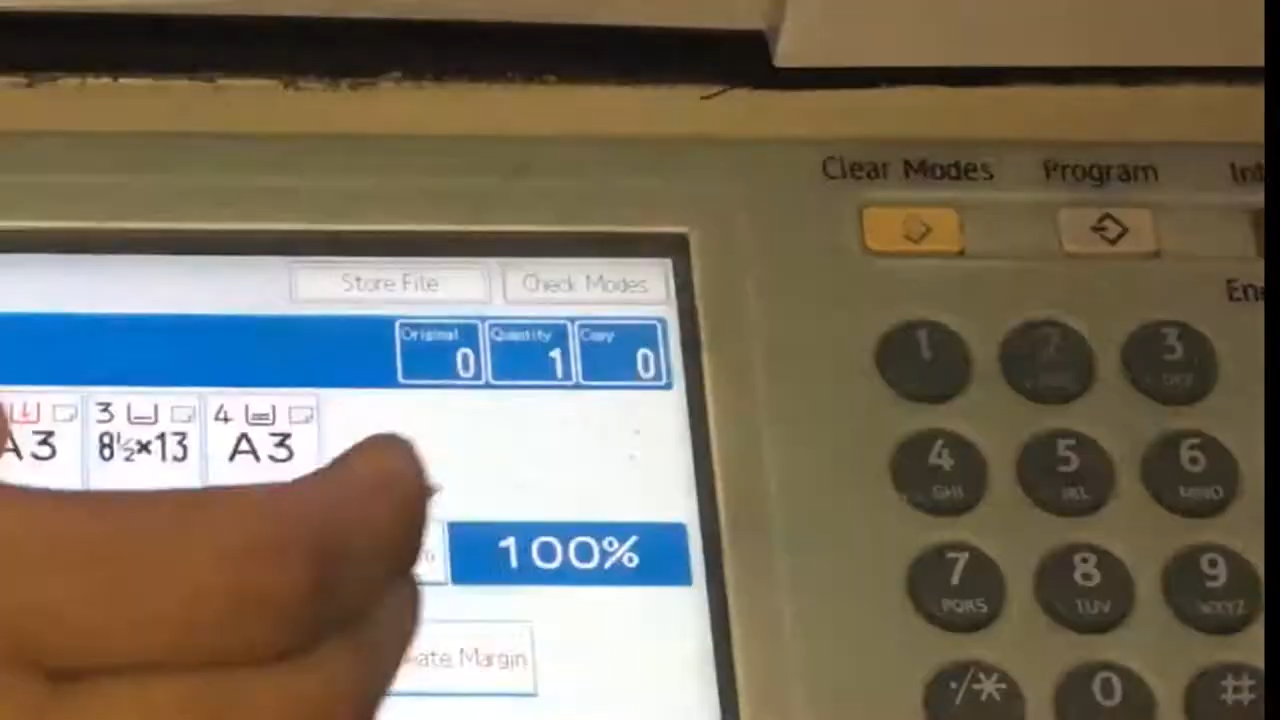 Clear Modes Program
Store File Check Modes
Original Quantity Copy
0 1 0
1 2 3
3 4
A3 8½×13 A3
4 5 6
GHI JKL MNO
100%
7 8 9
PQRS TUV WXYZ
ate Margin
./* 0 #